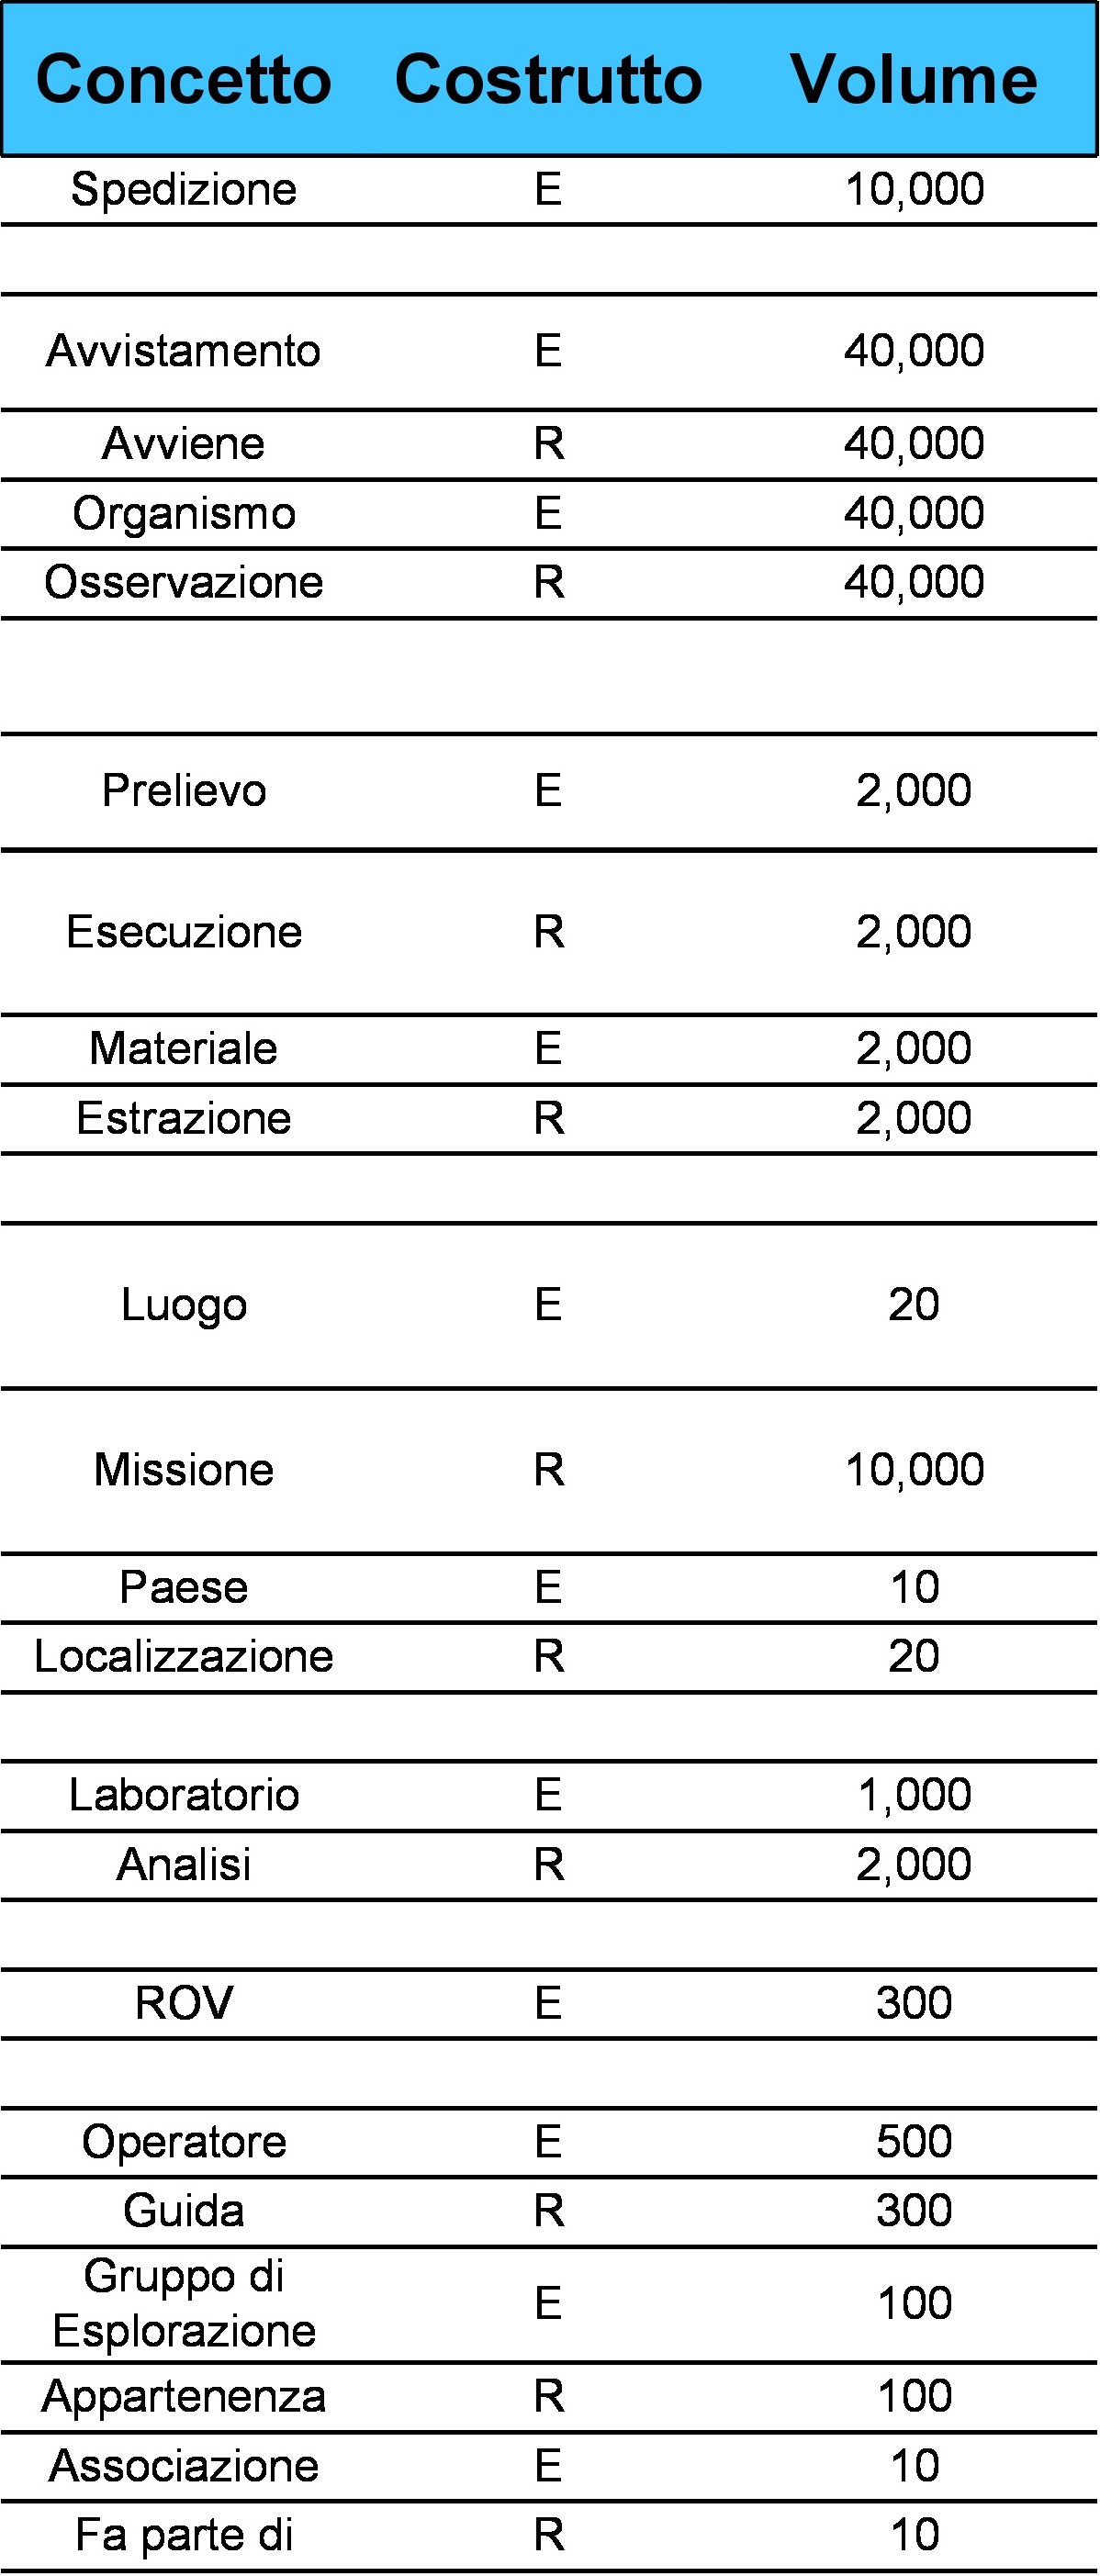 Concetto Costrutto Volume
Spedizione E 10,000
Avvistamento E 40,000
Avviene R 40,000
Organismo E 40,000
Osservazione R 40,000
Prelievo E 2,000
Esecuzione R 2,000
Materiale E 2,000
Estrazione R 2,000
Luogo E 20
Missione R 10,000
Paese E 10
Localizzazione R 20
Laboratorio E 1,000
Analisi R 2,000
ROV E 300
Operatore E 500
Guida R 300
Gruppo di
Esplorazione E 100
Appartenenza R 100
Associazione E 10
Fa parte di R 10